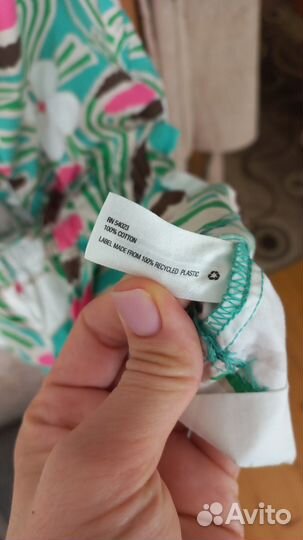 RN 54023
100% COTTON
LABEL MADE FROM 100% RECYCLED PLASTIC
Avito